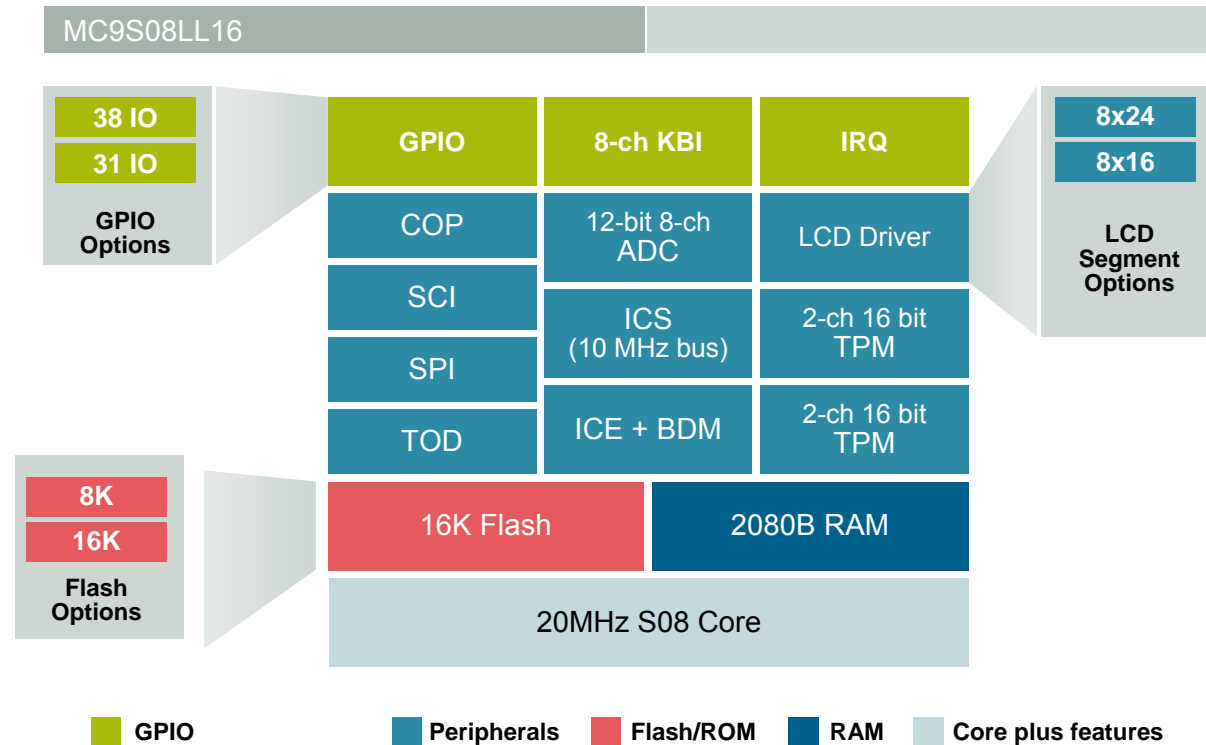 MC9S08LL16
38 IO
31 IO
GPIO
Options
GPIO
8-ch KBI
IRQ
COP
SCI
SPI
TOD
12-bit 8-ch
ADC
ICS
(10 MHz bus)
ICE + BDM
LCD Driver
2-ch 16 bit
TPM
2-ch 16 bit
TPM
8x24
8x16
LCD
Segment
Options
8K
16K
Flash
Options
16K Flash
2080B RAM
20MHz S08 Core
GPIO
Peripherals
Flash/ROM
RAM
Core plus features